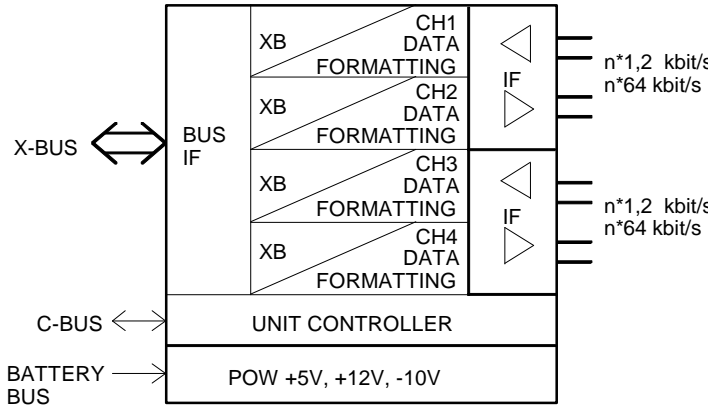 XB
CH1
DATA
FORMATTING
IF
n*1,2 kbit/s
n*64 kbit/s
XB
CH2
DATA
FORMATTING
X-BUS
BUS
IF
XB
CH3
DATA
FORMATTING
IF
n*1,2 kbit/s
n*64 kbit/s
XB
CH4
DATA
FORMATTING
C-BUS
UNIT CONTROLLER
BATTERY
BUS
POW +5V, +12V, -10V